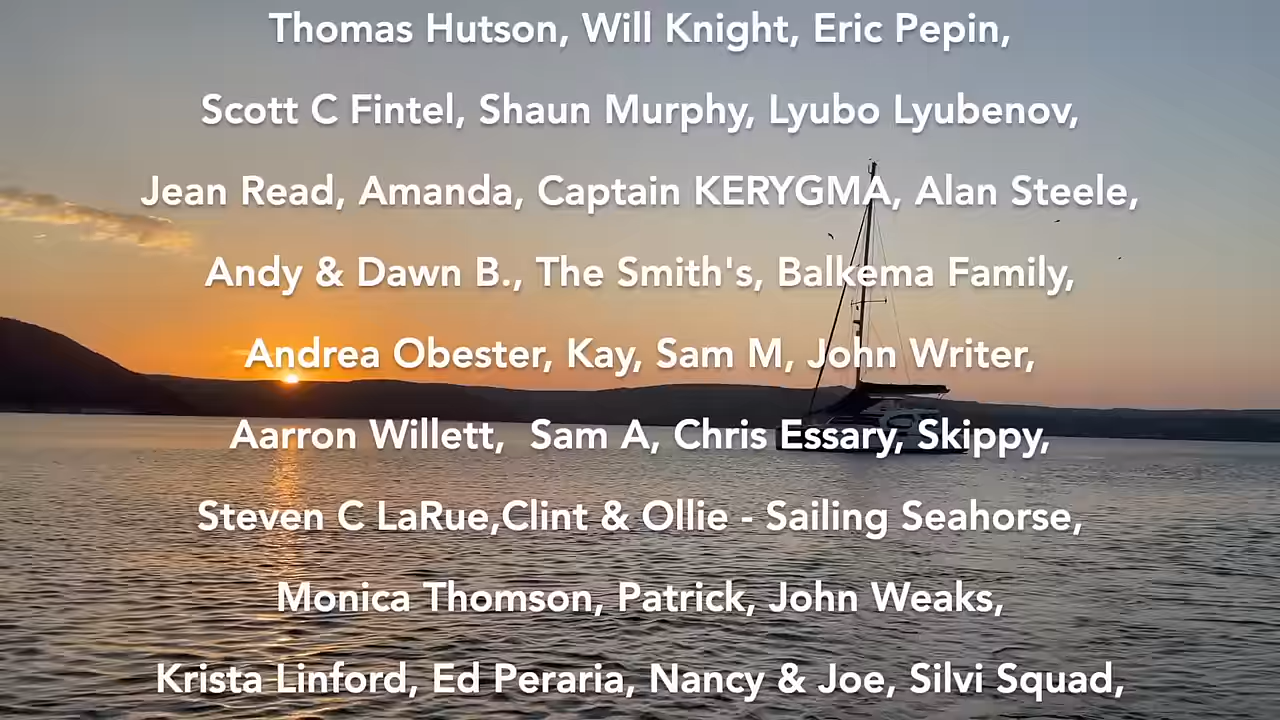 Thomas Hutson, Will Knight, Eric Pepin,
Scott C Fintel, Shaun Murphy, Lyubo Lyubenov,
Jean Read, Amanda, Captain KERYGMA, Alan Steele,
Andy & Dawn B., The Smith's, Balkema Family,
Andrea Obester, Kay, Sam M, John Writer,
Aarron Willett,  Sam A, Chris Essary, Skippy,
Steven C LaRue,Clint & Ollie - Sailing Seahorse,
Monica Thomson, Patrick, John Weaks,
Krista Linford, Ed Peraria, Nancy & Joe, Silvi Squad,